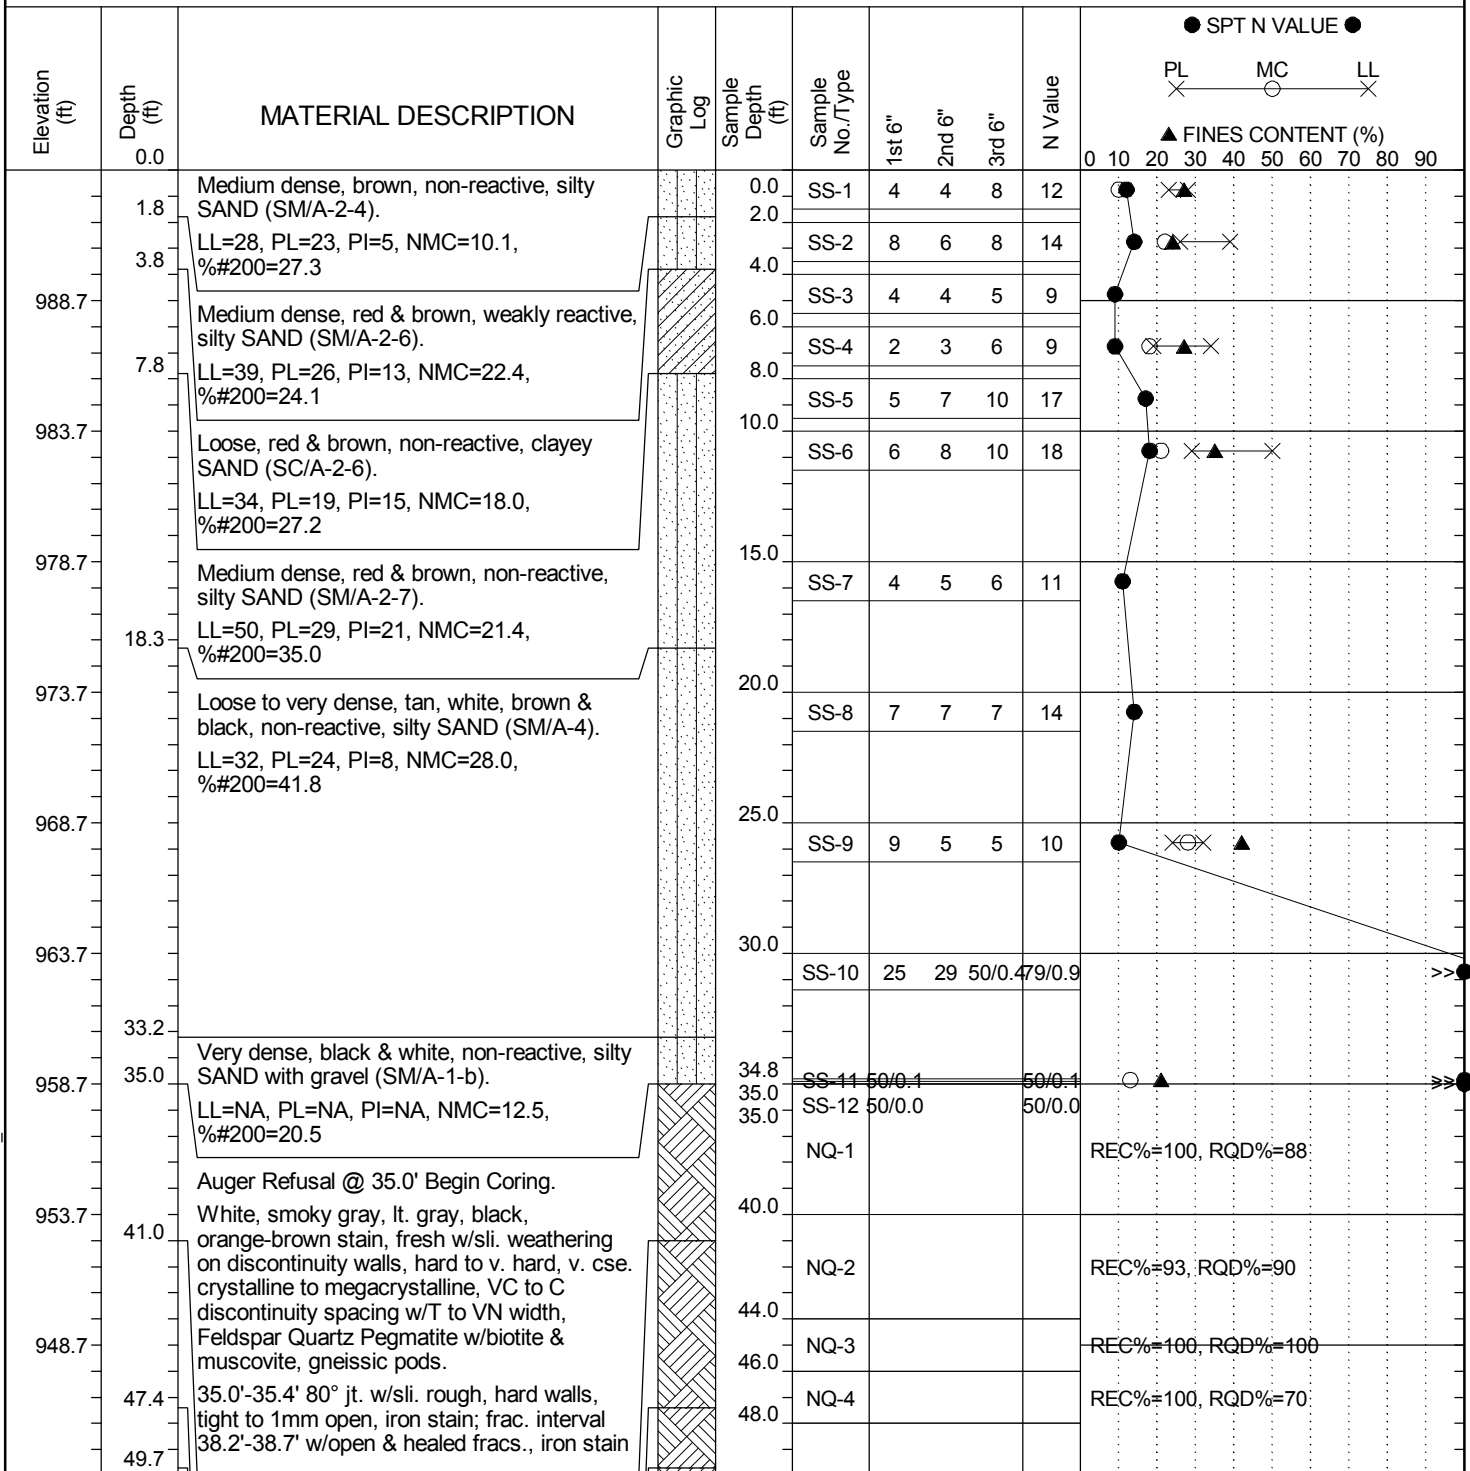 ● SPT N VALUE ●
PL MC LL
▲ FINES CONTENT (%)
0 10 20 30 40 50 60 70 80 90
Elevation
(ft)
Depth
(ft)
0.0
MATERIAL DESCRIPTION
Graphic
Log
Sample
Depth
(ft)
Sample
No./Type
1st 6"
2nd 6"
3rd 6"
N Value
988.7
983.7
978.7
973.7
968.7
963.7
958.7
953.7
948.7
1.8
3.8
7.8
18.3
33.2
35.0
41.0
47.4
49.7
Medium dense, brown, non-reactive, silty
SAND (SM/A-2-4).
LL=28, PL=23, PI=5, NMC=10.1,
%#200=27.3
Medium dense, red & brown, weakly reactive,
silty SAND (SM/A-2-6).
LL=39, PL=26, PI=13, NMC=22.4,
%#200=24.1
Loose, red & brown, non-reactive, clayey
SAND (SC/A-2-6).
LL=34, PL=19, PI=15, NMC=18.0,
%#200=27.2
Medium dense, red & brown, non-reactive,
silty SAND (SM/A-2-7).
LL=50, PL=29, PI=21, NMC=21.4,
%#200=35.0
Loose to very dense, tan, white, brown &
black, non-reactive, silty SAND (SM/A-4).
LL=32, PL=24, PI=8, NMC=28.0,
%#200=41.8
Very dense, black & white, non-reactive, silty
SAND with gravel (SM/A-1-b).
LL=NA, PL=NA, PI=NA, NMC=12.5,
%#200=20.5
Auger Refusal @ 35.0' Begin Coring.
White, smoky gray, lt. gray, black,
orange-brown stain, fresh w/sli. weathering
on discontinuity walls, hard to v. hard, v. cse.
crystalline to megacrystalline, VC to C
discontinuity spacing w/T to VN width,
Feldspar Quartz Pegmatite w/biotite &
muscovite, gneissic pods.
35.0'-35.4' 80° jt. w/sli. rough, hard walls,
tight to 1mm open, iron stain; frac. interval
38.2'-38.7' w/open & healed fracs., iron stain
0.0
2.0
4.0
6.0
8.0
10.0
15.0
20.0
25.0
30.0
34.8
35.0
35.0
40.0
44.0
46.0
48.0
SS-1 4 4 8 12
SS-2 8 6 8 14
SS-3 4 4 5 9
SS-4 2 3 6 9
SS-5 5 7 10 17
SS-6 6 8 10 18
SS-7 4 5 6 11
SS-8 7 7 7 14
SS-9 9 5 5 10
SS-10 25 29 50/0.4 79/0.9 >>
SS-11 50/0.1 50/0.1 >>
SS-12 50/0.0 50/0.0 >>
NQ-1 REC%=100, RQD%=88
NQ-2 REC%=93, RQD%=90
NQ-3 REC%=100, RQD%=100
NQ-4 REC%=100, RQD%=70